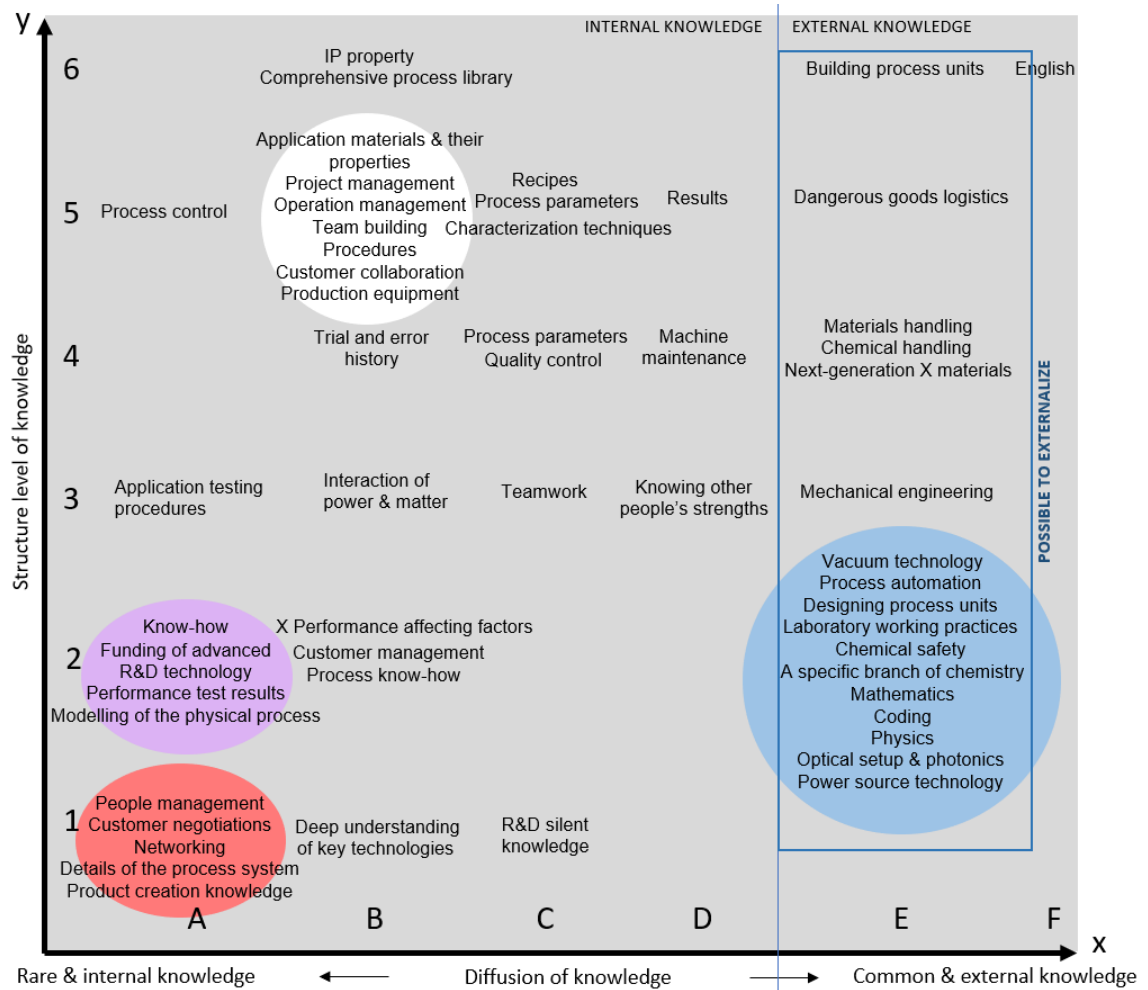 y
INTERNAL KNOWLEDGE
EXTERNAL KNOWLEDGE
6
IP property
Comprehensive process library
Building process units
English
5
Process control
Application materials & their
properties
Project management
Operation management
Team building
Procedures
Customer collaboration
Production equipment
Recipes
Process parameters
Characterization techniques
Results
Dangerous goods logistics
4
Trial and error
history
Process parameters
Quality control
Machine
maintenance
Materials handling
Chemical handling
Next-generation X materials
3
Application testing
procedures
Interaction of
power & matter
Teamwork
Knowing other
people's strengths
Mechanical engineering
2
Know-how
Funding of advanced
R&D technology
Performance test results
Modelling of the physical process
X Performance affecting factors
Customer management
Process know-how
Vacuum technology
Process automation
Designing process units
Laboratory working practices
Chemical safety
A specific branch of chemistry
Mathematics
Coding
Physics
Optical setup & photonics
Power source technology
1
People management
Customer negotiations
Networking
Details of the process system
Product creation knowledge
Deep understanding
of key technologies
R&D silent
knowledge
POSSIBLE TO EXTERNALIZE
Structure level of knowledge
A
B
C
D
E
F
x
Rare & internal knowledge
Diffusion of knowledge
Common & external knowledge